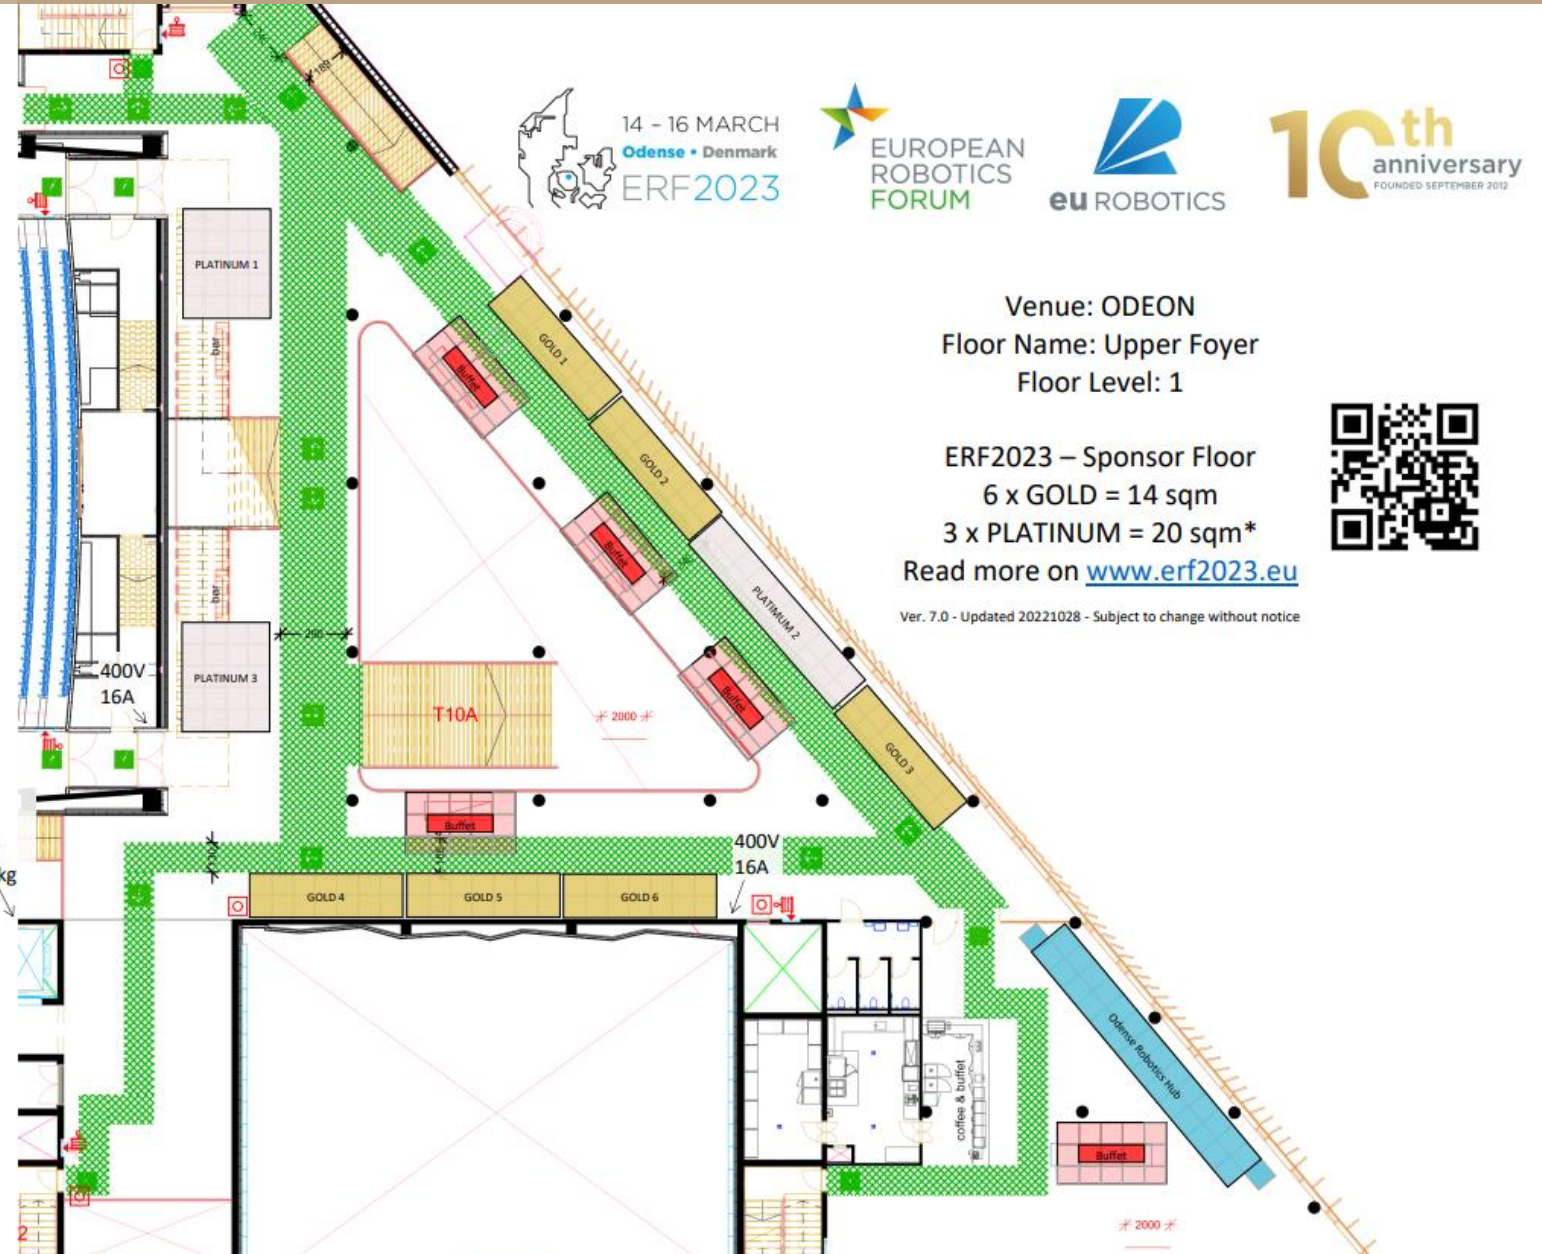 14 – 16 MARCH
Odense • Denmark
ERF2023
EUROPEAN
ROBOTICS
FORUM
eu ROBOTICS
10th
anniversary
FOUNDED SEPTEMBER 2012
Venue: ODEON
Floor Name: Upper Foyer
Floor Level: 1
ERF2023 – Sponsor Floor
6 x GOLD = 14 sqm
3 x PLATINUM = 20 sqm*
Read more on www.erf2023.eu
Ver. 7.0 - Updated 20221028 - Subject to change without notice
189
PLATINUM 1
bar
GOLD 1
Buffet
GOLD 2
Buffet
PLATIMUM 2
bar
PLATINUM 3
400V
16A
T10A
2000
Buffet
GOLD 3
Buffet
400V
16A
kg
GOLD 4
GOLD 5
GOLD 6
Odense Robotics Hub
coffee & buffet
Buffet
2
2000